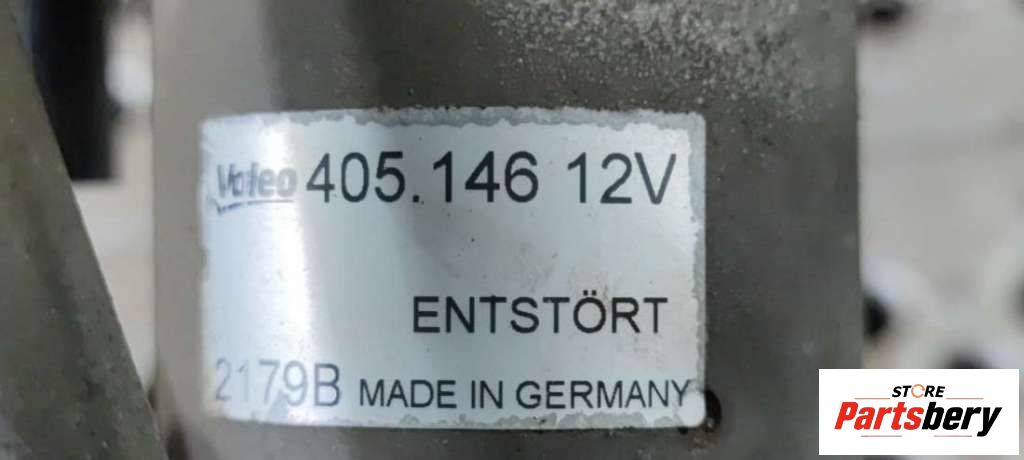 Valeo 405.146 12V
ENTSTÖRT
2179B MADE IN GERMANY
STORE
Partsbery